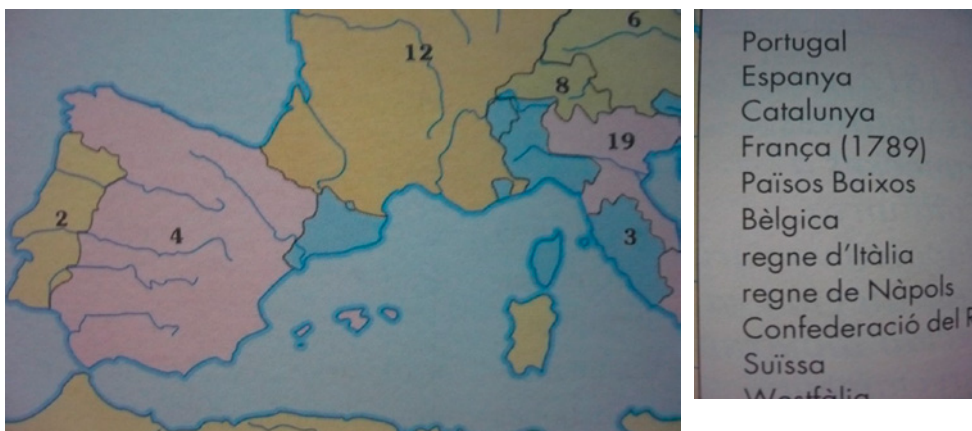 6
12
8
19
2
4
3
Portugal
Espanya
Catalunya
França (1789)
Països Baixos
Bèlgica
regne d'Itàlia
regne de Nàpols
Confederació del
Suïssa